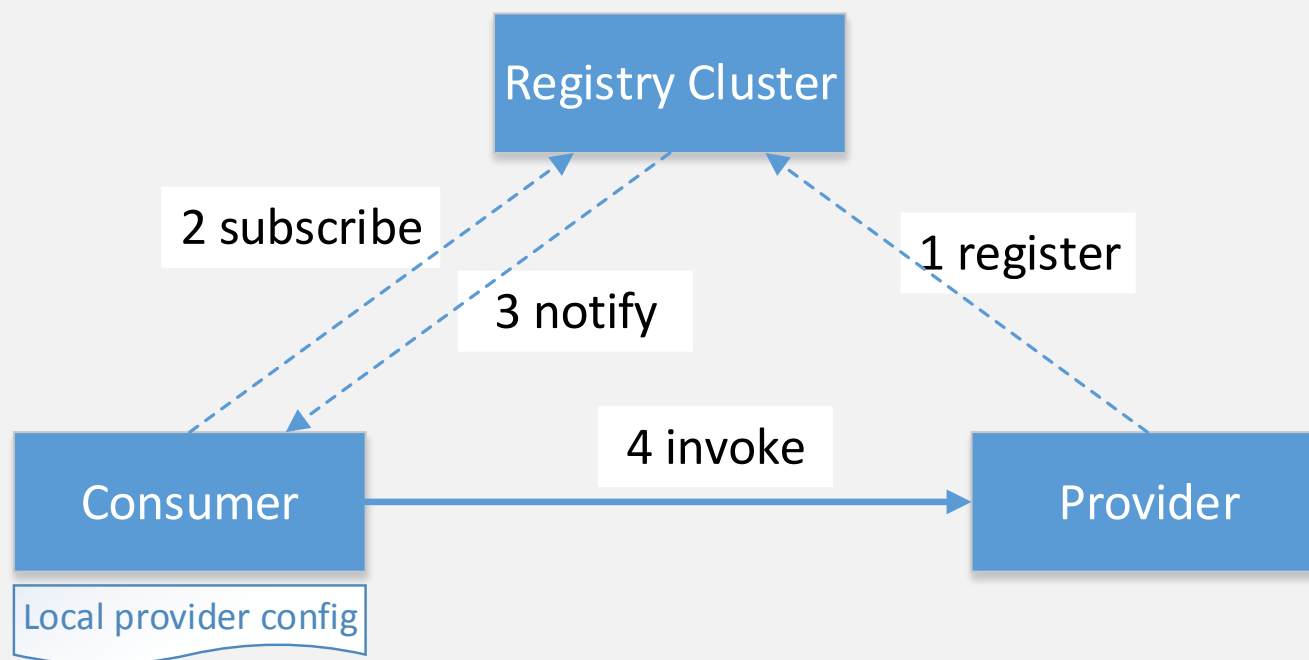 Registry Cluster
2 subscribe
1 register
3 notify
4 invoke
Consumer
Provider
Local provider config